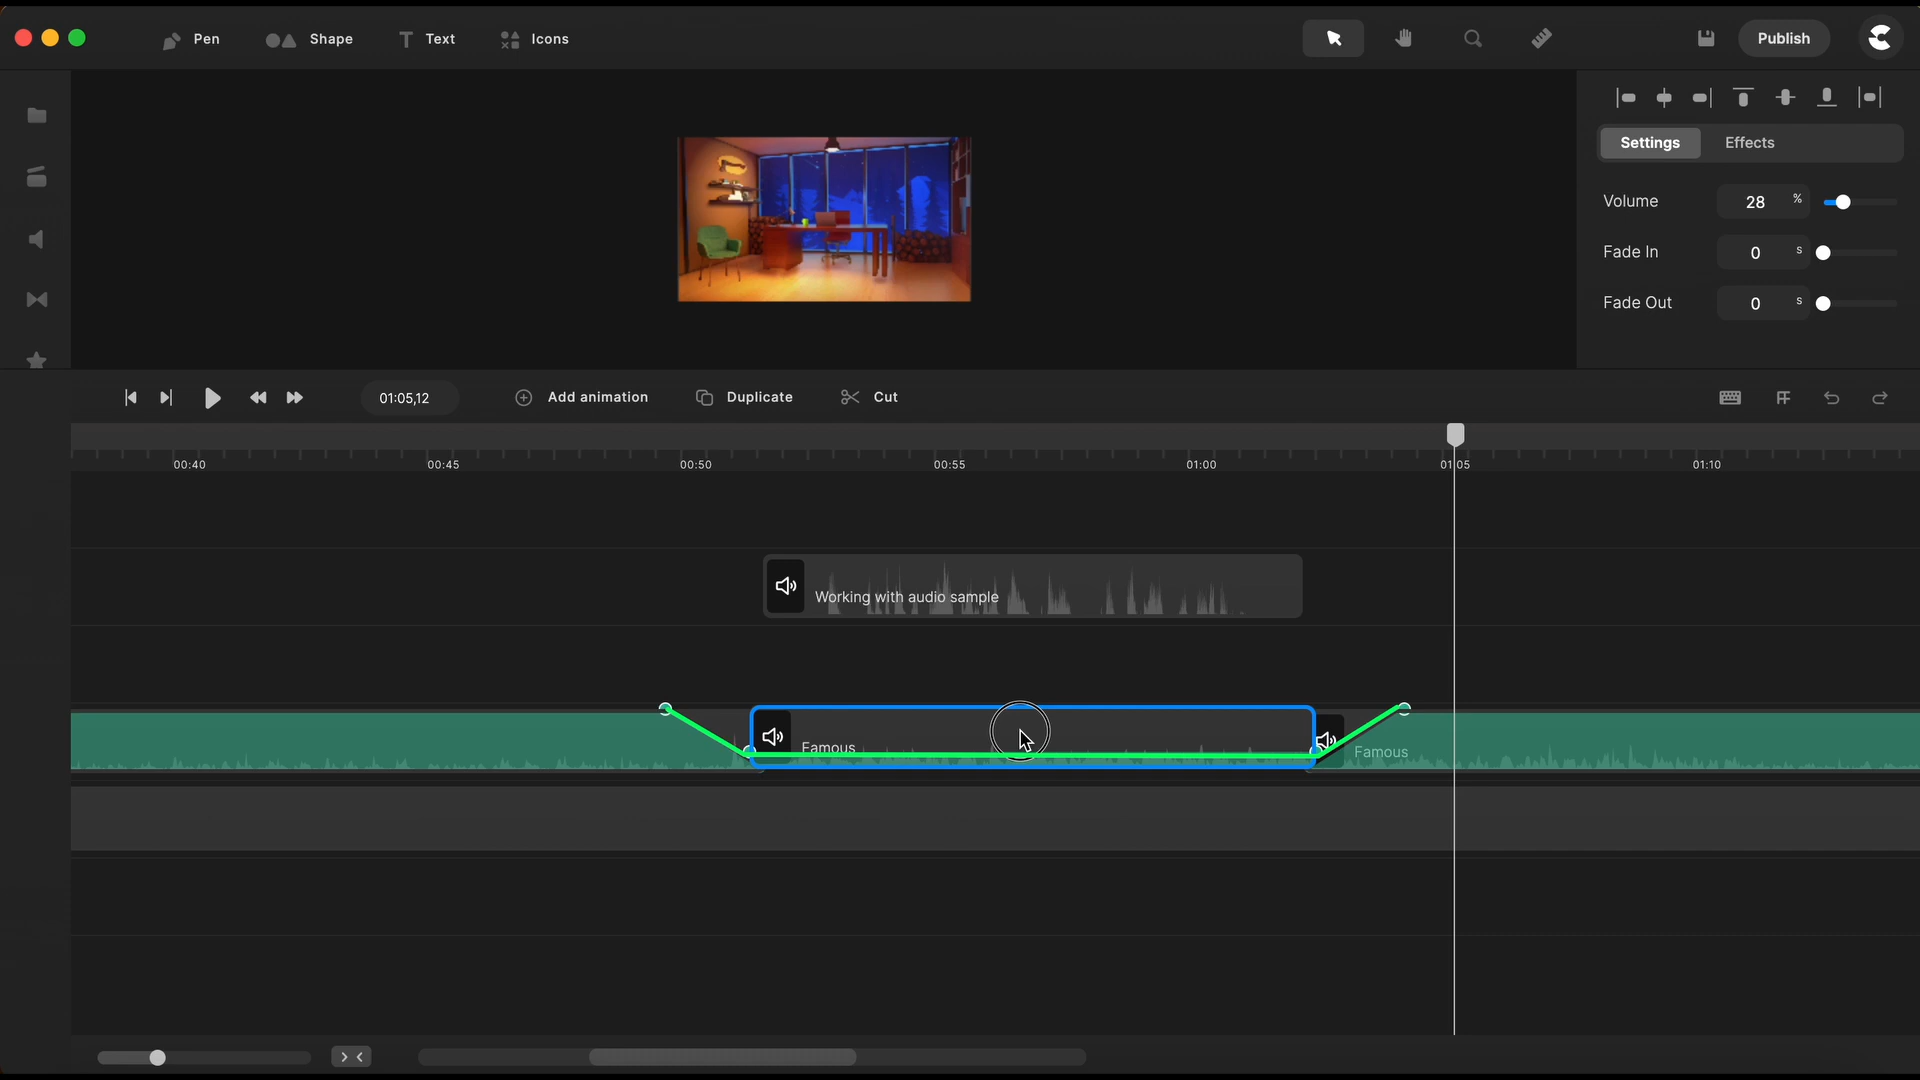 Pen Shape Text Icons Publish
Settings Effects
Volume 28 %
Fade In 0 s
Fade Out 0 s
01:05,12 Add animation Duplicate Cut
00:40 00:45 00:50 00:55 01:00 01:05 01:10
Working with audio sample
Famous Famous